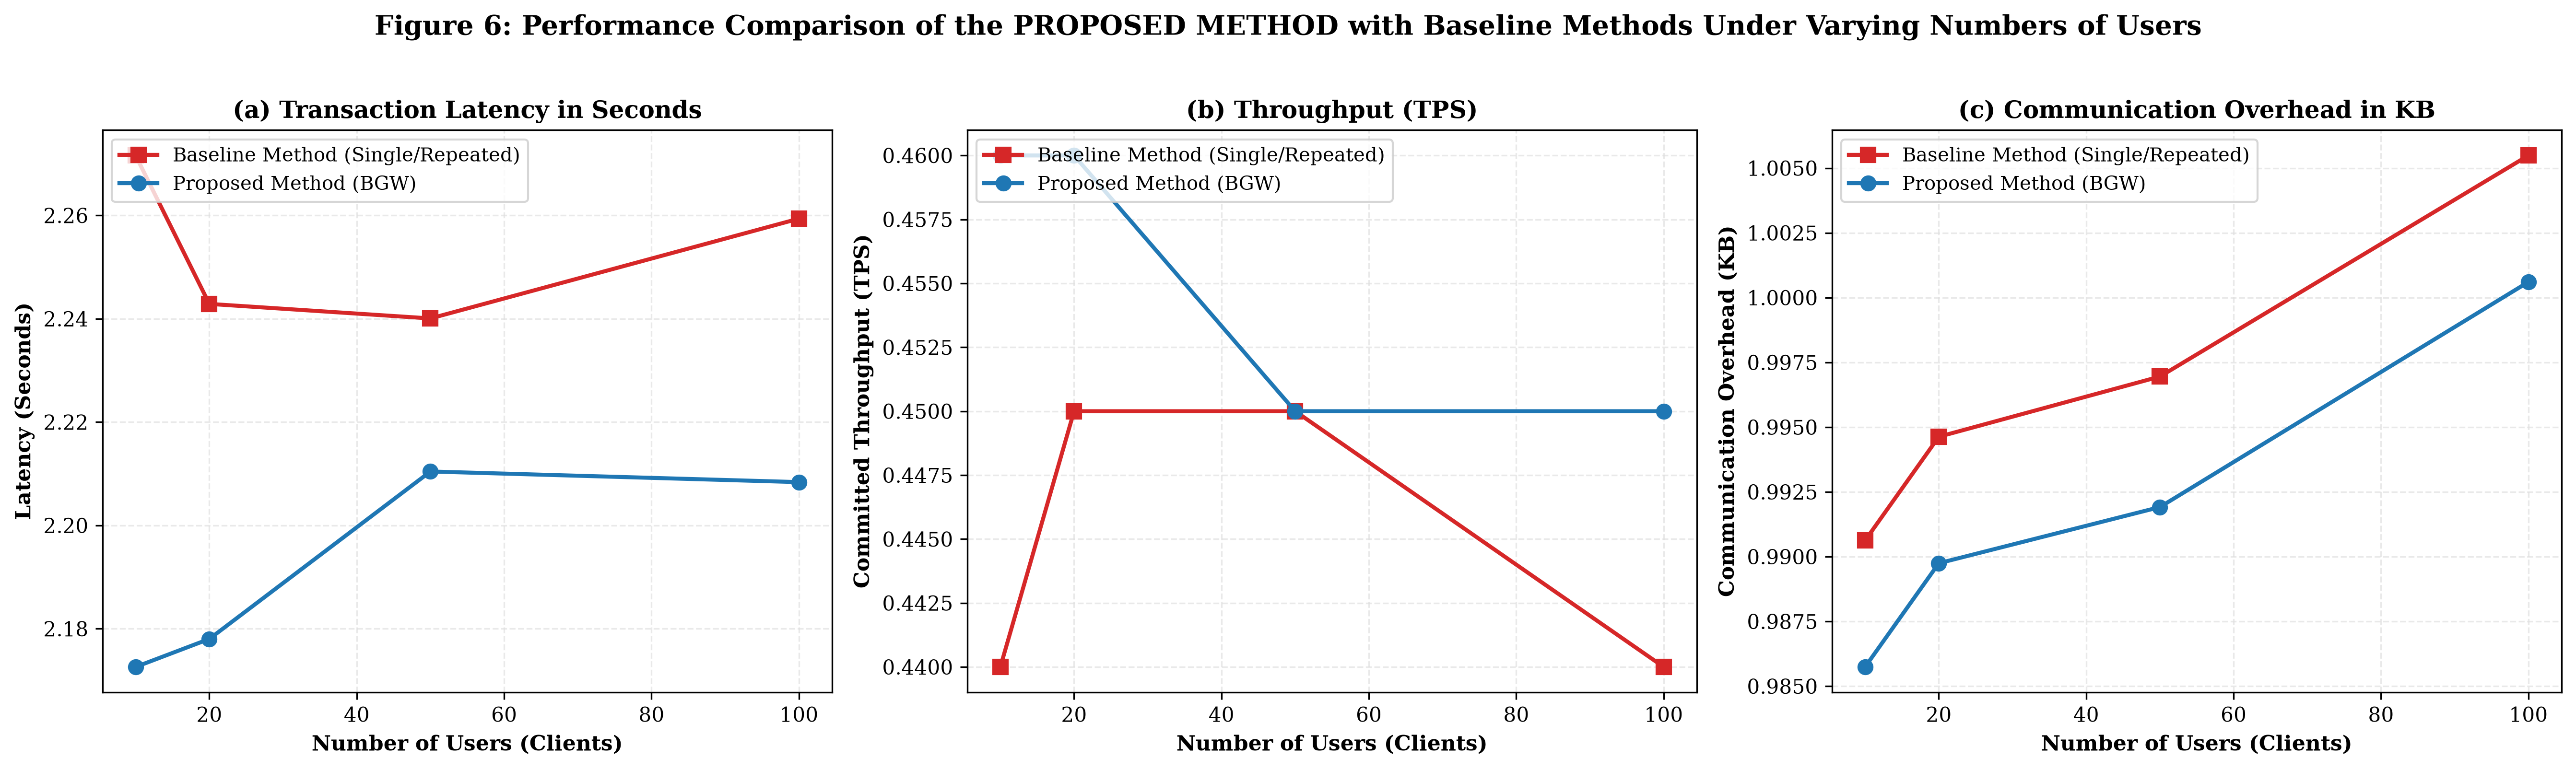 Figure 6: Performance Comparison of the PROPOSED METHOD with Baseline Methods Under Varying Numbers of Users
(a) Transaction Latency in Seconds
Baseline Method (Single/Repeated)
Proposed Method (BGW)
2.26
2.24
2.22
2.20
2.18
Latency (Seconds)
20
40
60
80
100
Number of Users (Clients)
(b) Throughput (TPS)
Baseline Method (Single/Repeated)
Proposed Method (BGW)
0.4600
0.4575
0.4550
0.4525
0.4500
0.4475
0.4450
0.4425
0.4400
Committed Throughput (TPS)
20
40
60
80
100
Number of Users (Clients)
(c) Communication Overhead in KB
Baseline Method (Single/Repeated)
Proposed Method (BGW)
1.0050
1.0025
1.0000
0.9975
0.9950
0.9925
0.9900
0.9875
0.9850
Communication Overhead (KB)
20
40
60
80
100
Number of Users (Clients)